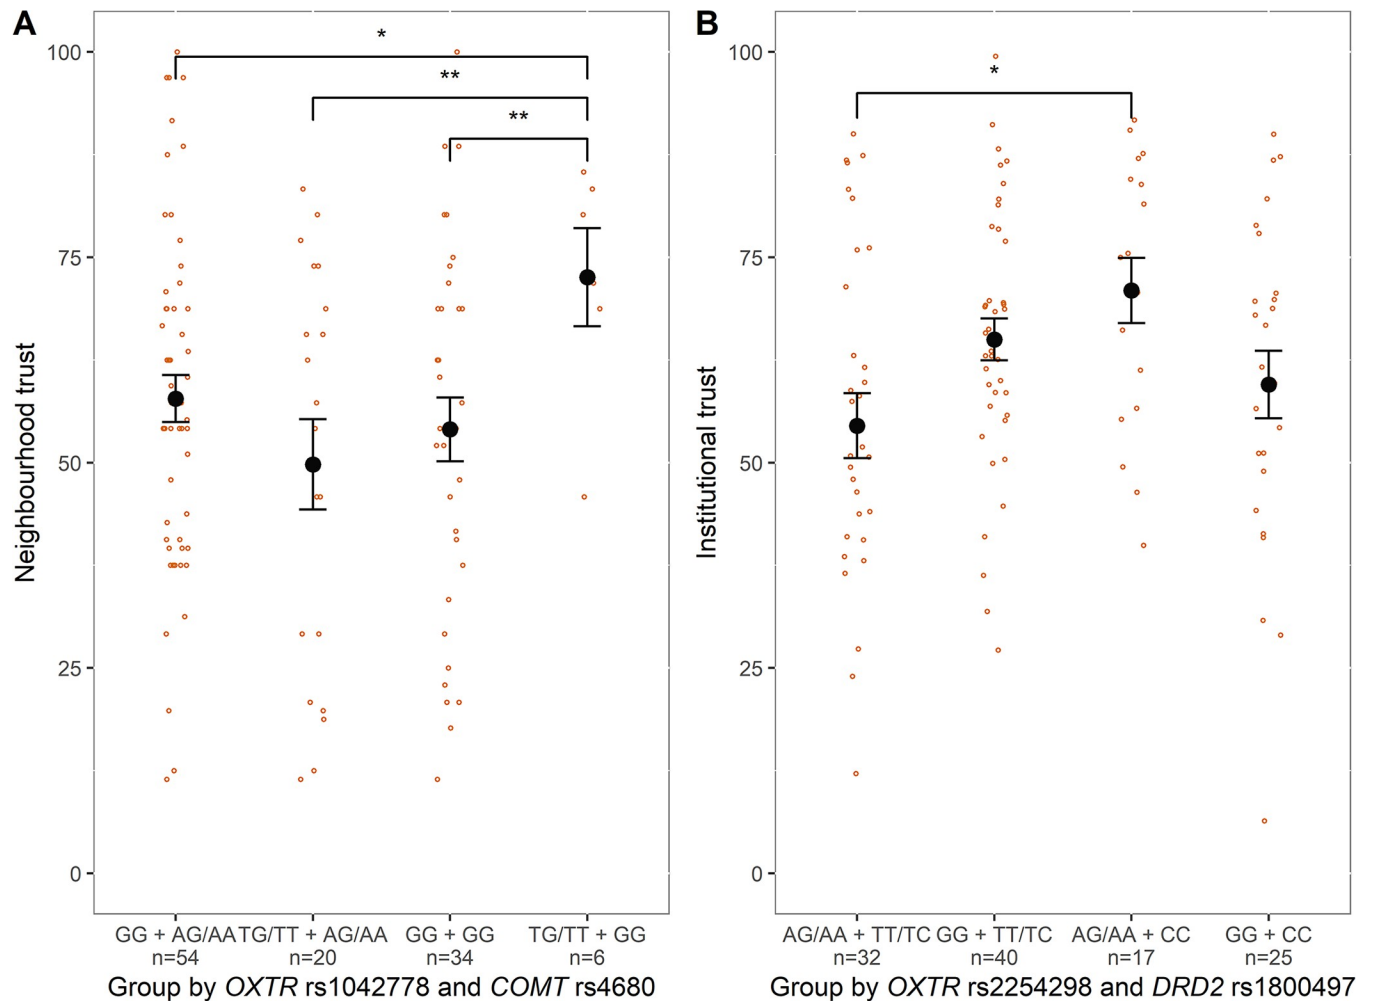 A
Neighbourhood trust
100
75
50
25
0
*
**
**
GG + AG/AA TG/TT + AG/AA GG + GG TG/TT + GG
n=54 n=20 n=34 n=6
Group by OXTR rs1042778 and COMT rs4680
B
Institutional trust
100
75
50
25
0
*
AG/AA + TT/TC GG + TT/TC AG/AA + CC GG + CC
n=32 n=40 n=17 n=25
Group by OXTR rs2254298 and DRD2 rs1800497